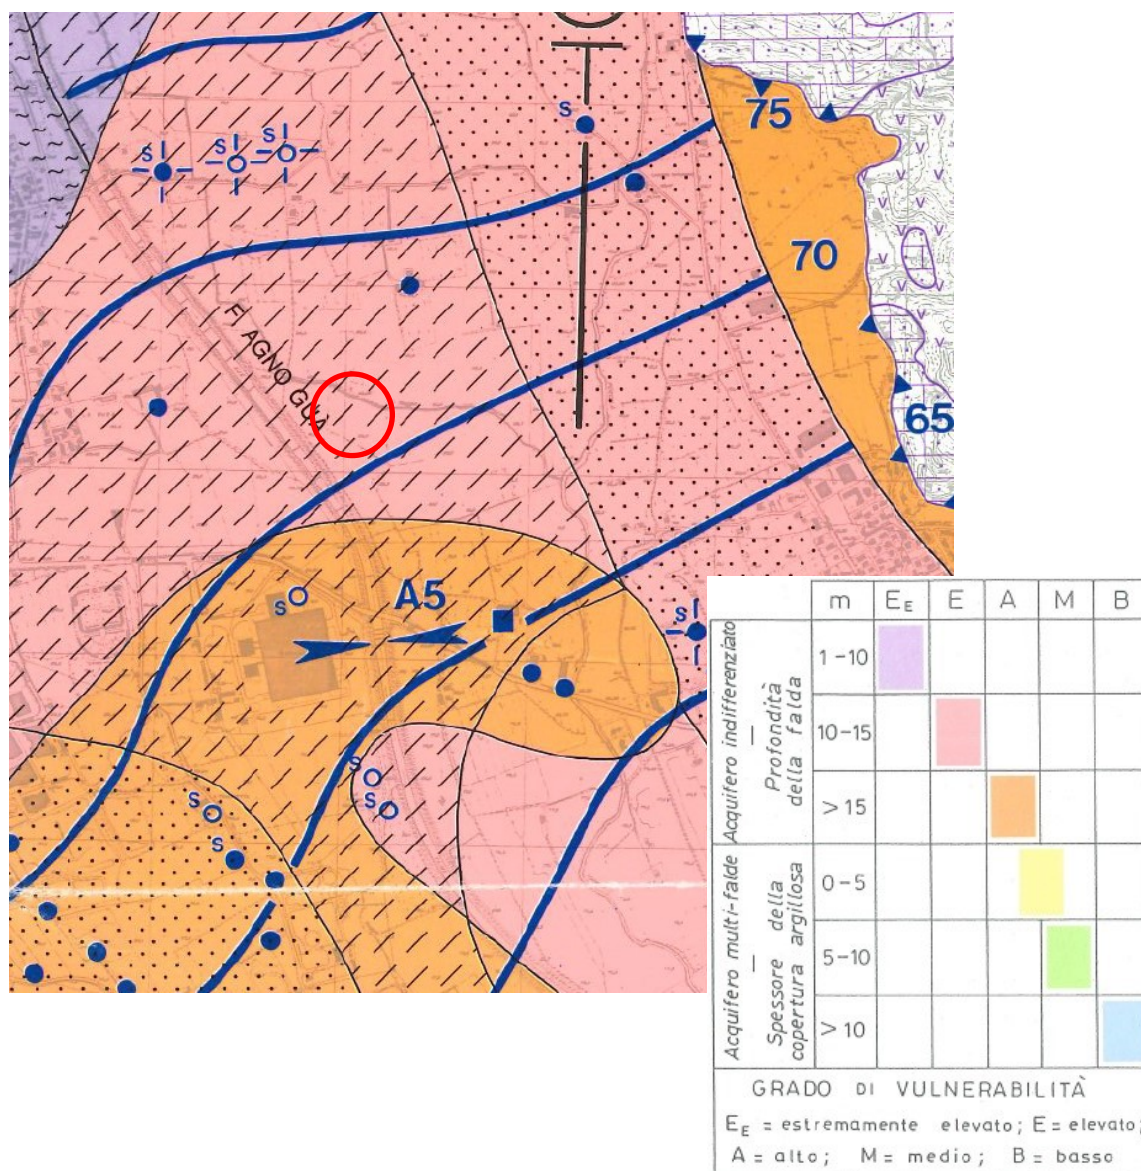 75
S
S
S
S
70
FI AGNO GUÀ
65
A5
S
S
S
S
S
S
m EE E A M B
Acquifero indifferenziato
Profondità
della falda
1-10
10-15
> 15
Acquifero multi-falde
Spessore della
copertura argillosa
0-5
5-10
> 10
GRADO DI VULNERABILITÀ
EE = estremamente elevato; E = elevato;
A = alto; M = medio; B = basso